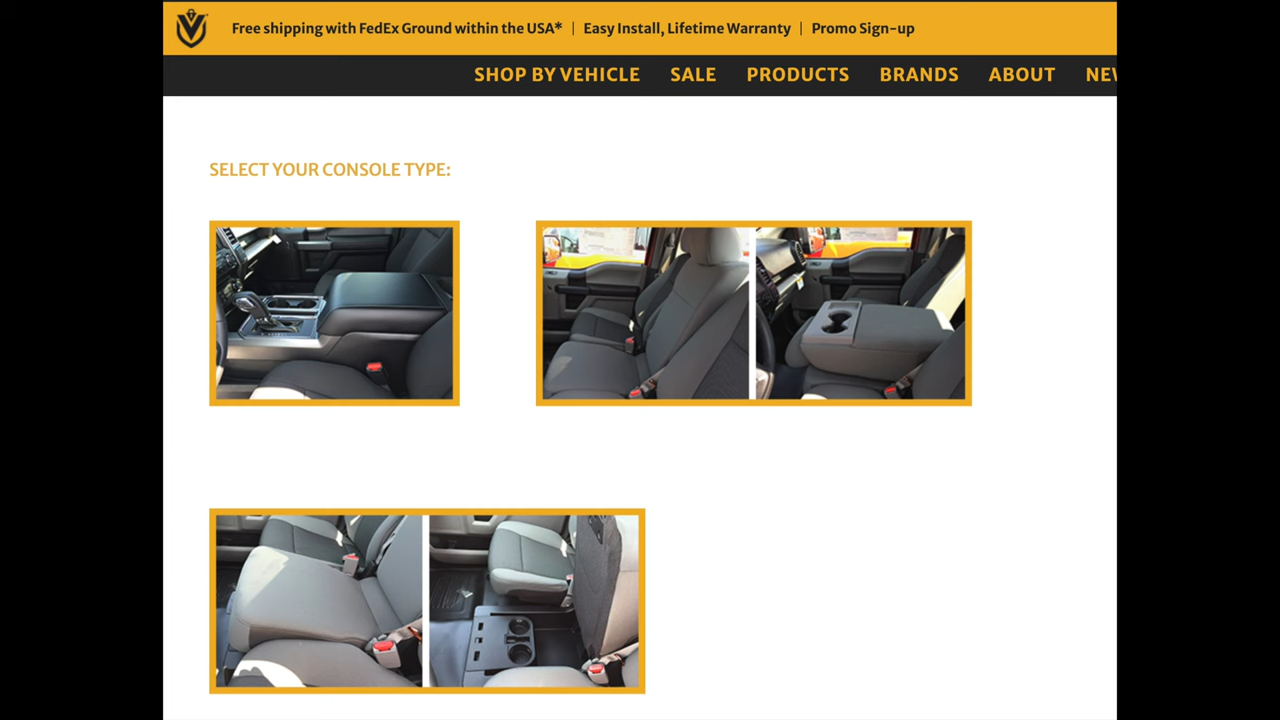 Free shipping with FedEx Ground within the USA* | Easy Install, Lifetime Warranty | Promo Sign-up
SHOP BY VEHICLE SALE PRODUCTS BRANDS ABOUT NEW
SELECT YOUR CONSOLE TYPE: